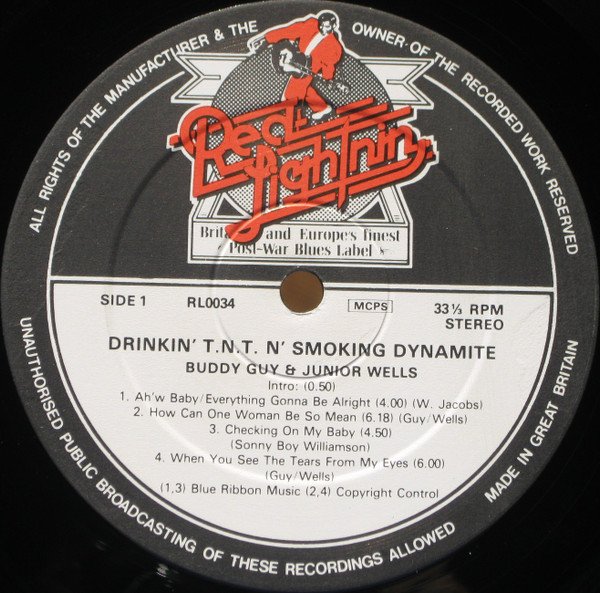 ALL RIGHTS OF THE MANUFACTURER & THE OWNER OF THE RECORDED WORK RESERVED
Red Lightnin'
Britain's and Europe's finest
Post-War Blues Label
SIDE 1 RL0034 MCPS 33⅓ RPM
STEREO
DRINKIN' T.N.T. N' SMOKING DYNAMITE
BUDDY GUY & JUNIOR WELLS
Intro: (0.50)
1. Ah'w Baby/Everything Gonna Be Alright (4.00) (W. Jacobs)
2. How Can One Woman Be So Mean (6.18) (Guy/Wells)
3. Checking On My Baby (4.50)
(Sonny Boy Williamson)
4. When You See The Tears From My Eyes (6.00)
(Guy/Wells)
(1,3) Blue Ribbon Music (2,4) Copyright Control
UNAUTHORISED PUBLIC BROADCASTING OF THESE RECORDINGS ALLOWED
MADE IN GREAT BRITAIN